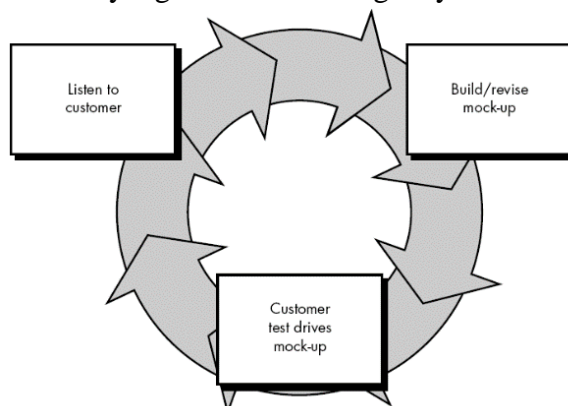 Listen to
customer
Build/revise
mock-up
Customer
test drives
mock-up